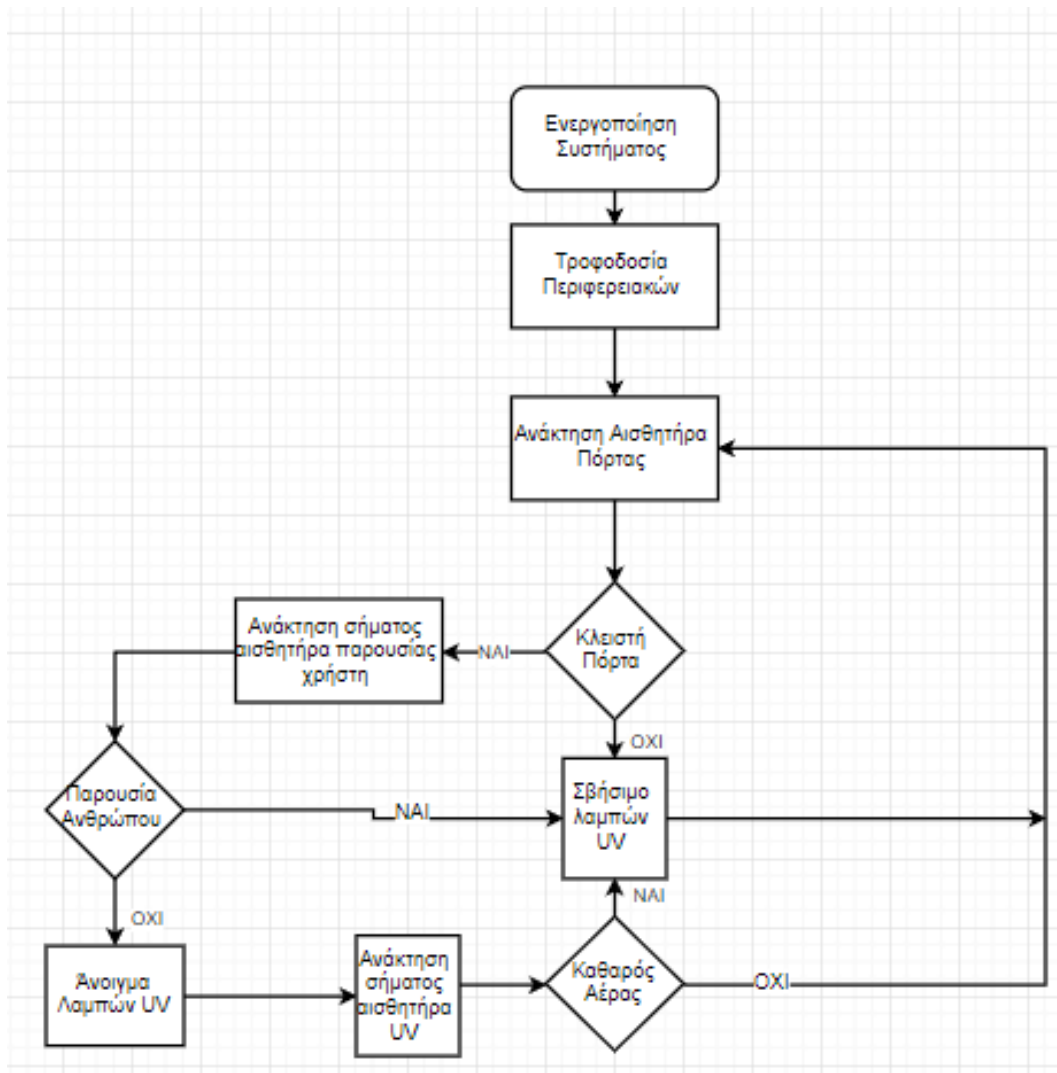 Ενεργοποίηση
Συστήματος
Τροφοδοσία
Περιφερειακών
Ανάκτηση Αισθητήρα
Πόρτας
Κλειστή
Πόρτα
ΝΑΙ
Ανάκτηση σήματος
αισθητήρα παρουσίας
χρήστη
ΟΧΙ
Παρουσία
Ανθρώπου
ΝΑΙ
Σβήσιμο
λαμπών
UV
ΟΧΙ
ΝΑΙ
Άνοιγμα
Λαμπών UV
Ανάκτηση
σήματος
αισθητήρα
UV
Καθαρός
Αέρας
ΟΧΙ